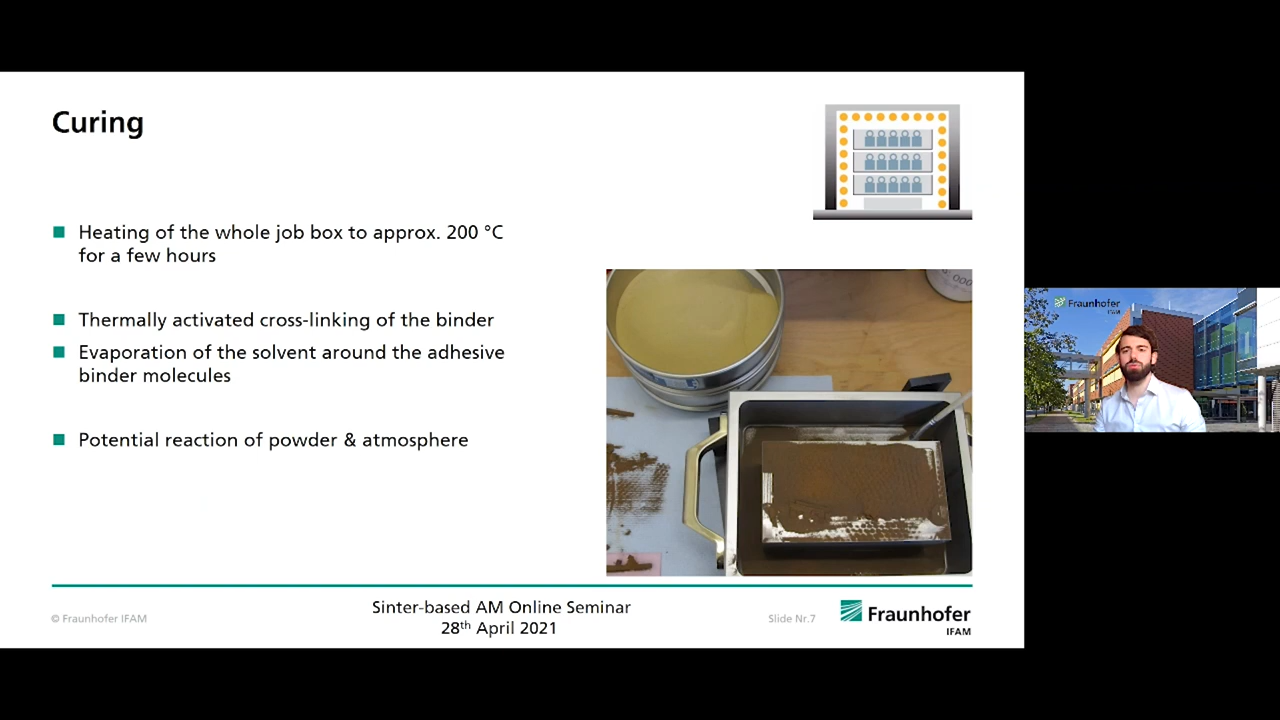 Curing
Heating of the whole job box to approx. 200 °C
for a few hours
Thermally activated cross-linking of the binder
Evaporation of the solvent around the adhesive
binder molecules
Potential reaction of powder & atmosphere
Sinter-based AM Online Seminar
28th April 2021
© Fraunhofer IFAM
Slide Nr.7
Fraunhofer
IFAM
Fraunhofer
IFAM